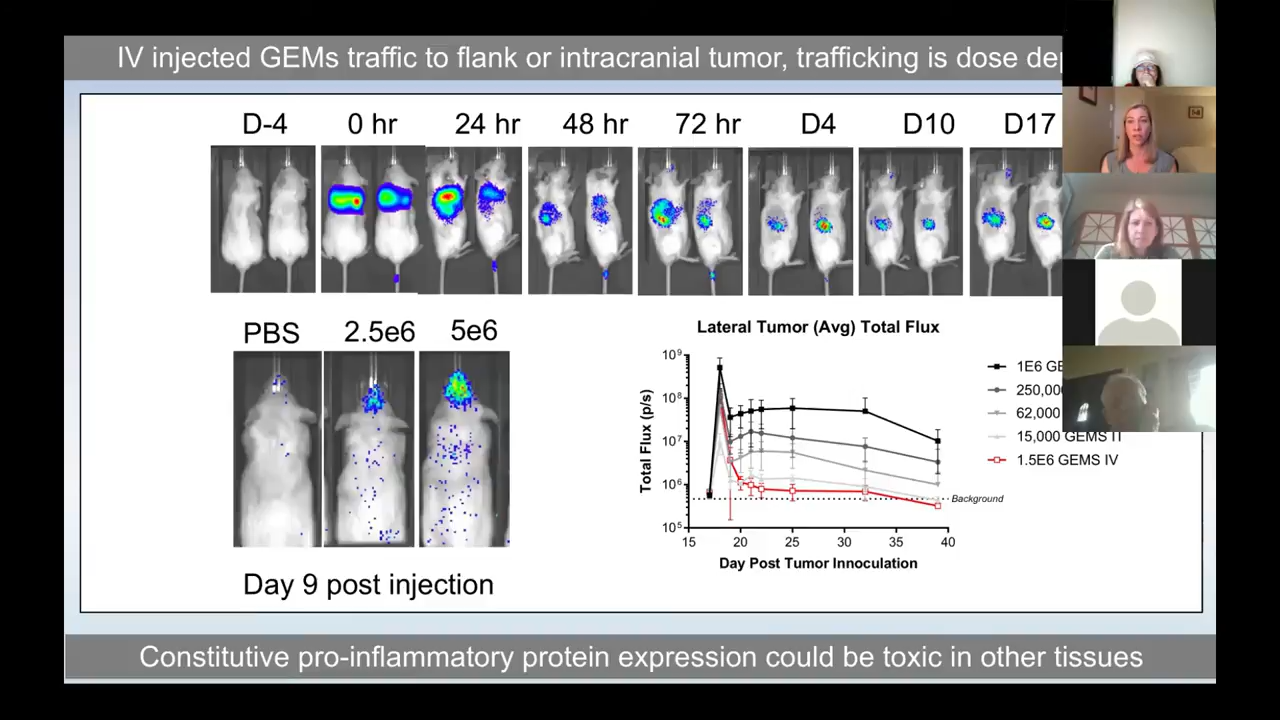 IV injected GEMs traffic to flank or intracranial tumor, trafficking is dose
D-4 0 hr 24 hr 48 hr 72 hr D4 D10 D17
PBS 2.5e6 5e6
Day 9 post injection
Lateral Tumor (Avg) Total Flux
Total Flux (p/s)
10⁹
10⁸
10⁷
10⁶
10⁵
15 20 25 30 35 40
Day Post Tumor Innoculation
Background
1E6
62,000
15,000 GEMS IT
1.5E6 GEMS IV
Constitutive pro-inflammatory protein expression could be toxic in other tissues